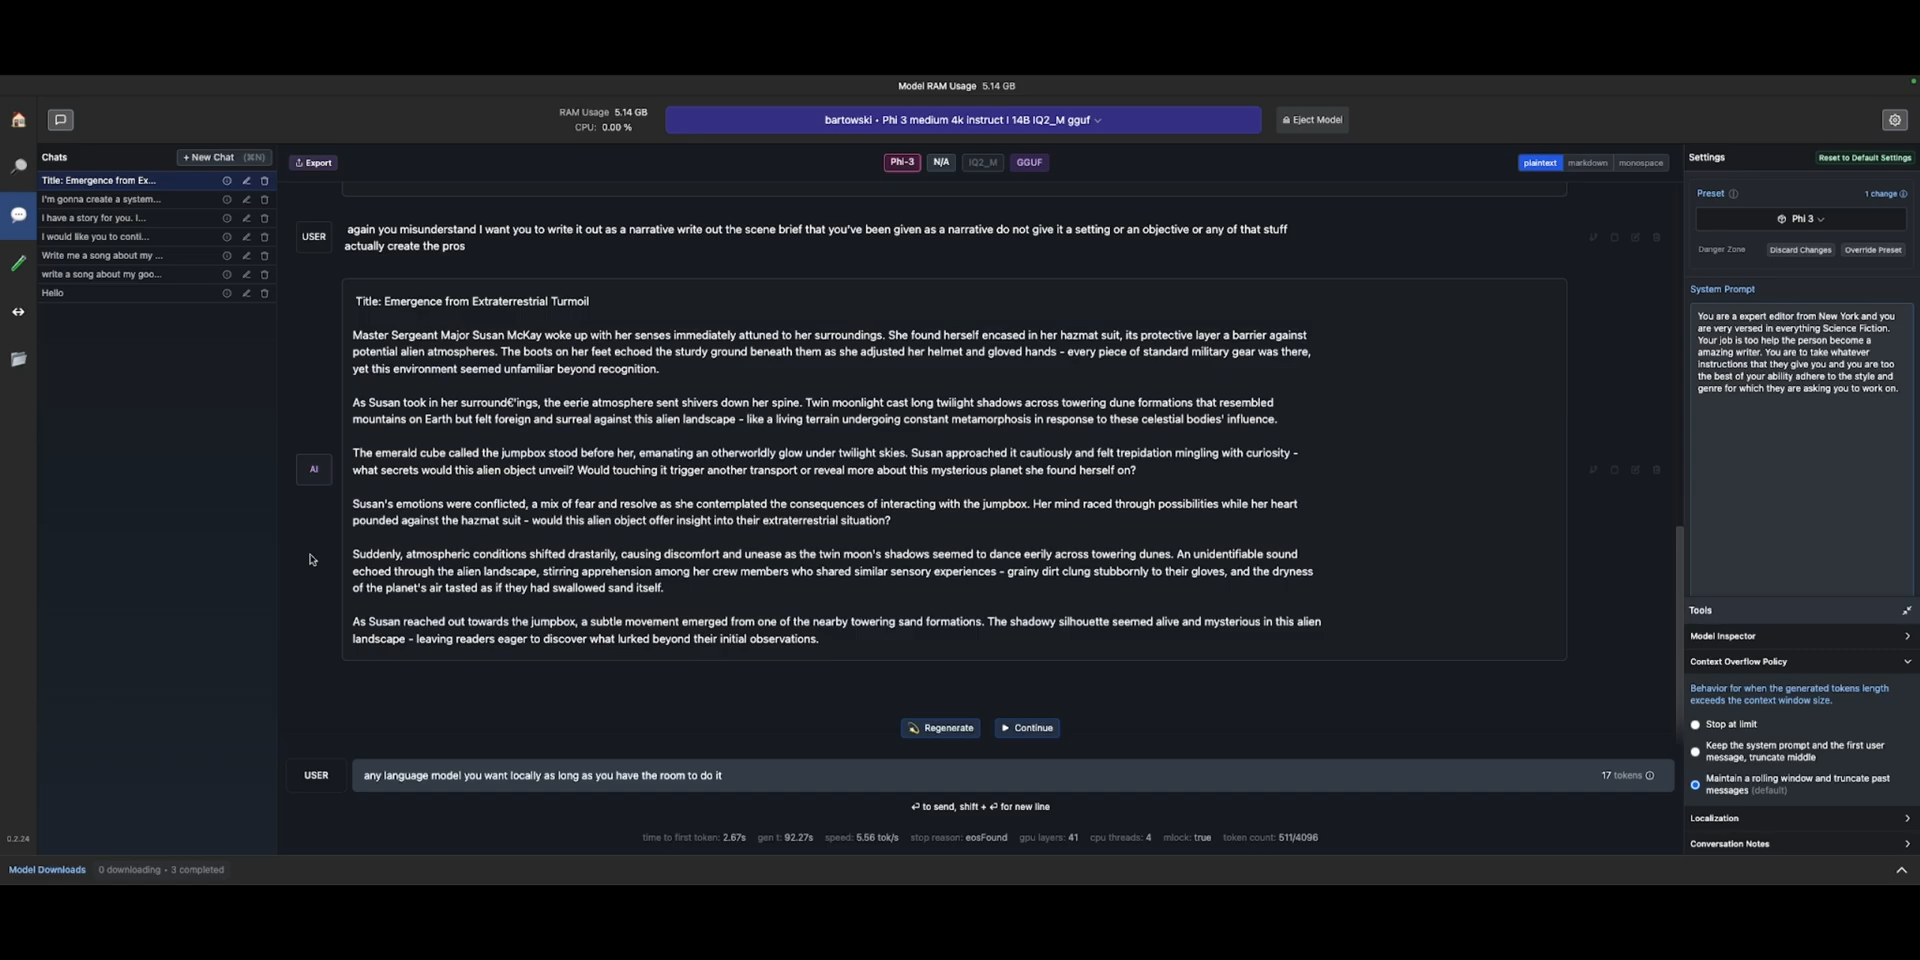 Model RAM Usage 5.14 GB
RAM Usage 5.14 GB
CPU: 0.00 %
bartowski • Phi 3 medium 4k instruct I 14B IQ2_M gguf
Eject Model
Chats
+ New Chat (⌘N)
Export
Phi-3 N/A IQ2_M GGUF
plaintext markdown monospace
Settings
Reset to Default Settings
Title: Emergence from Ex...
I'm gonna create a system...
I have a story for you. I...
I would like you to conti...
Write me a song about my ...
write a song about my goo...
Hello
USER
again you misunderstand I want you to write it out as a narrative write out the scene brief that you've been given as a narrative do not give it a setting or an objective or any of that stuff
actually create the pros
Title: Emergence from Extraterrestrial Turmoil
Master Sergeant Major Susan McKay woke up with her senses immediately attuned to her surroundings. She found herself encased in her hazmat suit, its protective layer a barrier against
potential alien atmospheres. The boots on her feet echoed the sturdy ground beneath them as she adjusted her helmet and gloved hands - every piece of standard military gear was there,
yet this environment seemed unfamiliar beyond recognition.
As Susan took in her surround€'ings, the eerie atmosphere sent shivers down her spine. Twin moonlight cast long twilight shadows across towering dune formations that resembled
mountains on Earth but felt foreign and surreal against this alien landscape - like a living terrain undergoing constant metamorphosis in response to these celestial bodies' influence.
The emerald cube called the jumpbox stood before her, emanating an otherworldly glow under twilight skies. Susan approached it cautiously and felt trepidation mingling with curiosity -
what secrets would this alien object unveil? Would touching it trigger another transport or reveal more about this mysterious planet she found herself on?
AI
Susan's emotions were conflicted, a mix of fear and resolve as she contemplated the consequences of interacting with the jumpbox. Her mind raced through possibilities while her heart
pounded against the hazmat suit - would this alien object offer insight into their extraterrestrial situation?
Suddenly, atmospheric conditions shifted drastarily, causing discomfort and unease as the twin moon's shadows seemed to dance eerily across towering dunes. An unidentifiable sound
echoed through the alien landscape, stirring apprehension among her crew members who shared similar sensory experiences - grainy dirt clung stubbornly to their gloves, and the dryness
of the planet's air tasted as if they had swallowed sand itself.
As Susan reached out towards the jumpbox, a subtle movement emerged from one of the nearby towering sand formations. The shadowy silhouette seemed alive and mysterious in this alien
landscape - leaving readers eager to discover what lurked beyond their initial observations.
Regenerate
Continue
USER
any language model you want locally as long as you have the room to do it
17 tokens
to send, shift + for new line
time to first token: 2.67s gen t: 92.27s speed: 5.56 tok/s stop reason: eosFound gpu layers: 41 cpu threads: 4 mlock: true token count: 511/4096
Preset
1 change
Phi 3
Danger Zone
Discard Changes
Override Preset
System Prompt
You are a expert editor from New York and you
are very versed in everything Science Fiction.
Your job is too help the person become a
amazing writer. You are to take whatever
instructions that they give you and you are too
the best of your ability adhere to the style and
genre for which they are asking you to work on.
Tools
Model Inspector
Context Overflow Policy
Behavior for when the generated tokens length
exceeds the context window size.
Stop at limit
Keep the system prompt and the first user
message, truncate middle
Maintain a rolling window and truncate past
messages (default)
Localization
Conversation Notes
0.2.24
Model Downloads 0 downloading • 3 completed